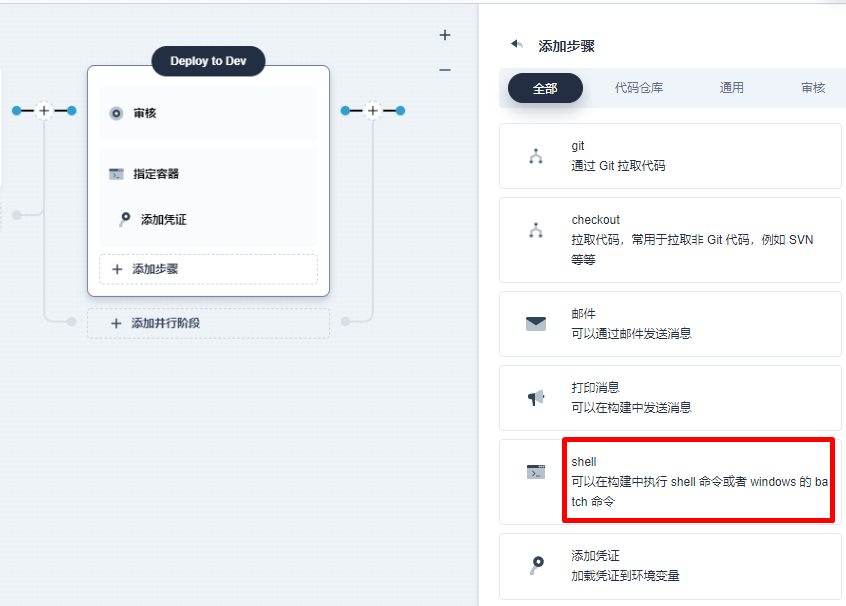 Deploy to Dev
审核
指定容器
添加凭证
添加步骤
添加并行阶段
添加步骤
全部
代码仓库
通用
审核
git
通过 Git 拉取代码
checkout
拉取代码，常用于拉取非 Git 代码，例如 SVN
等等
邮件
可以通过邮件发送消息
打印消息
可以在构建中发送消息
shell
可以在构建中执行 shell 命令或者 windows 的 ba
tch 命令
添加凭证
加载凭证到环境变量